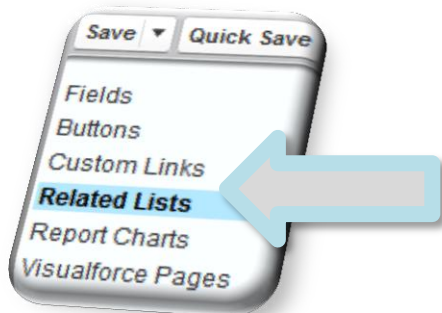 Save ▼ Quick Save
Fields
Buttons
Custom Links
Related Lists
Report Charts
Visualforce Pages